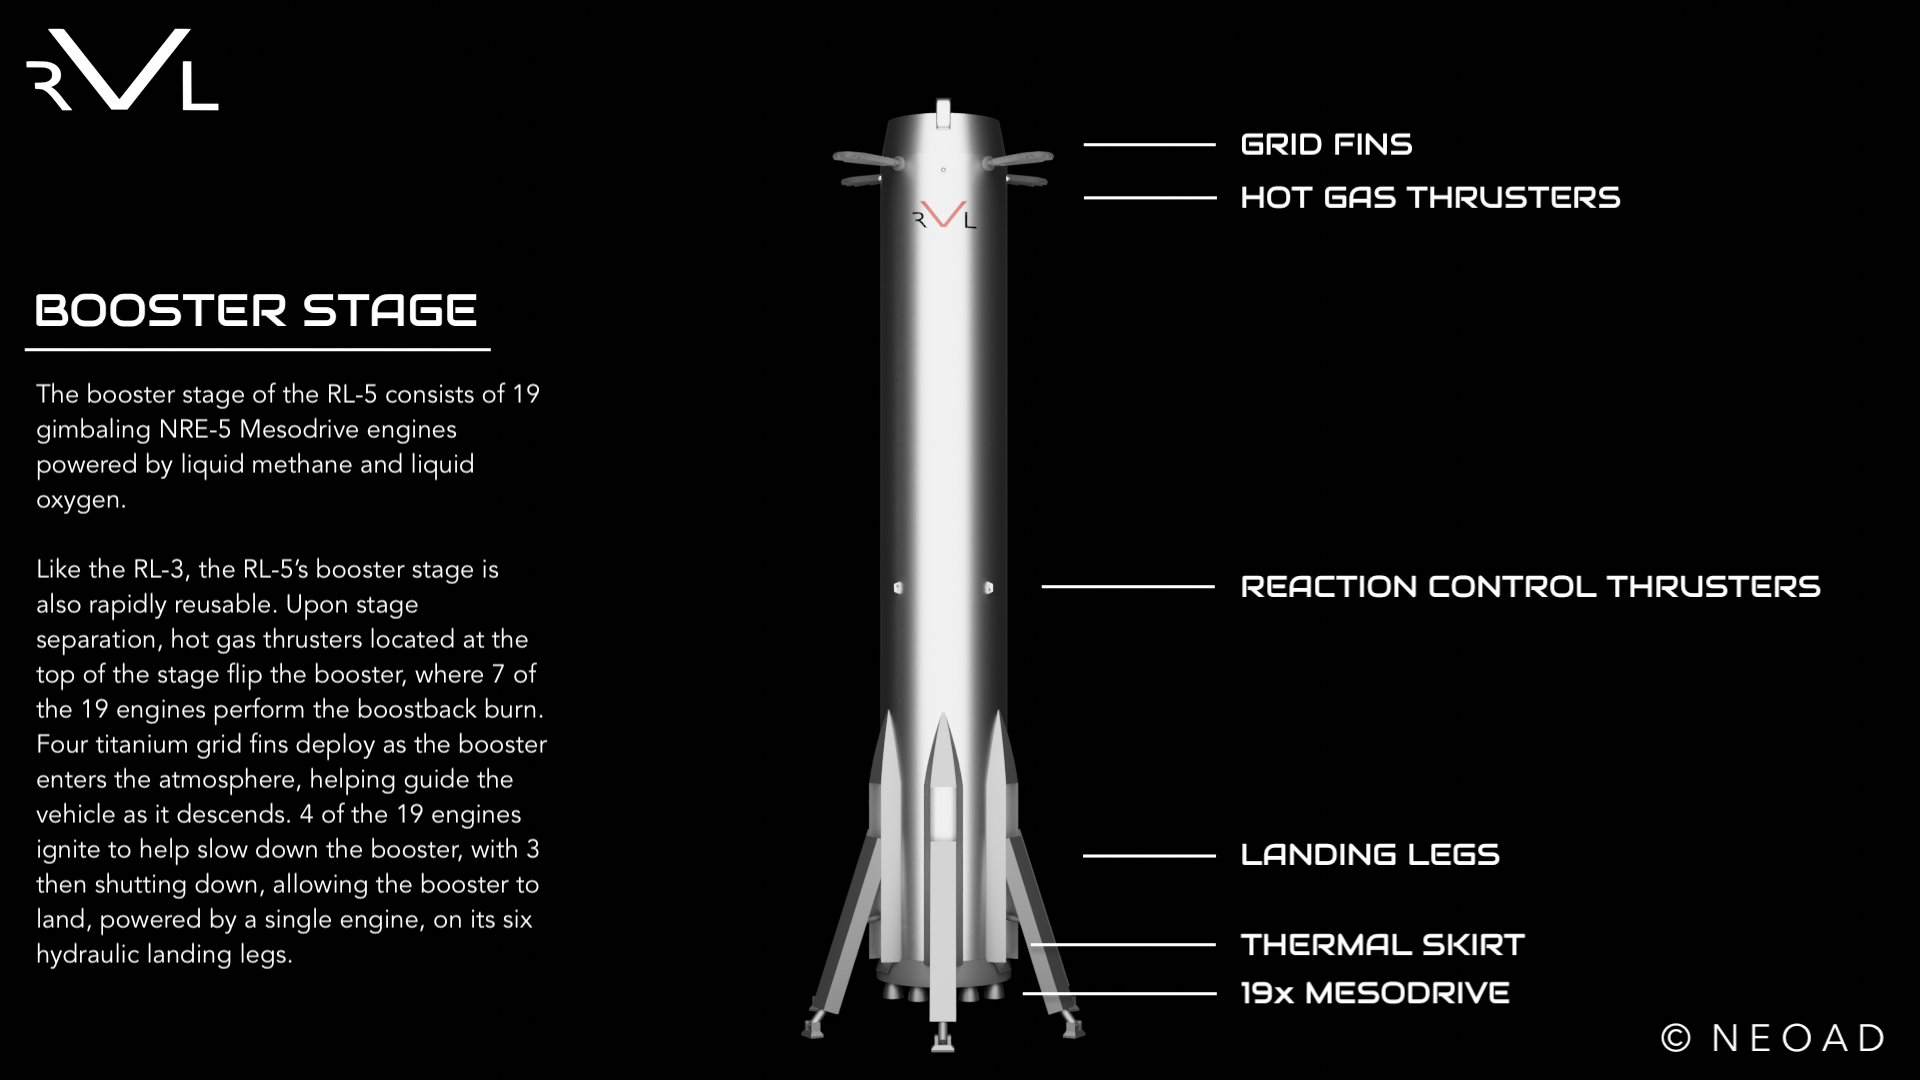 RVL
GRID FINS
HOT GAS THRUSTERS
RVL
BOOSTER STAGE
The booster stage of the RL-5 consists of 19
gimbaling NRE-5 Mesodrive engines
powered by liquid methane and liquid
oxygen.
Like the RL-3, the RL-5’s booster stage is
also rapidly reusable. Upon stage
separation, hot gas thrusters located at the
top of the stage flip the booster, where 7 of
the 19 engines perform the boostback burn.
Four titanium grid fins deploy as the booster
enters the atmosphere, helping guide the
vehicle as it descends. 4 of the 19 engines
ignite to help slow down the booster, with 3
then shutting down, allowing the booster to
land, powered by a single engine, on its six
hydraulic landing legs.
REACTION CONTROL THRUSTERS
LANDING LEGS
THERMAL SKIRT
19x MESODRIVE
© NEOAD